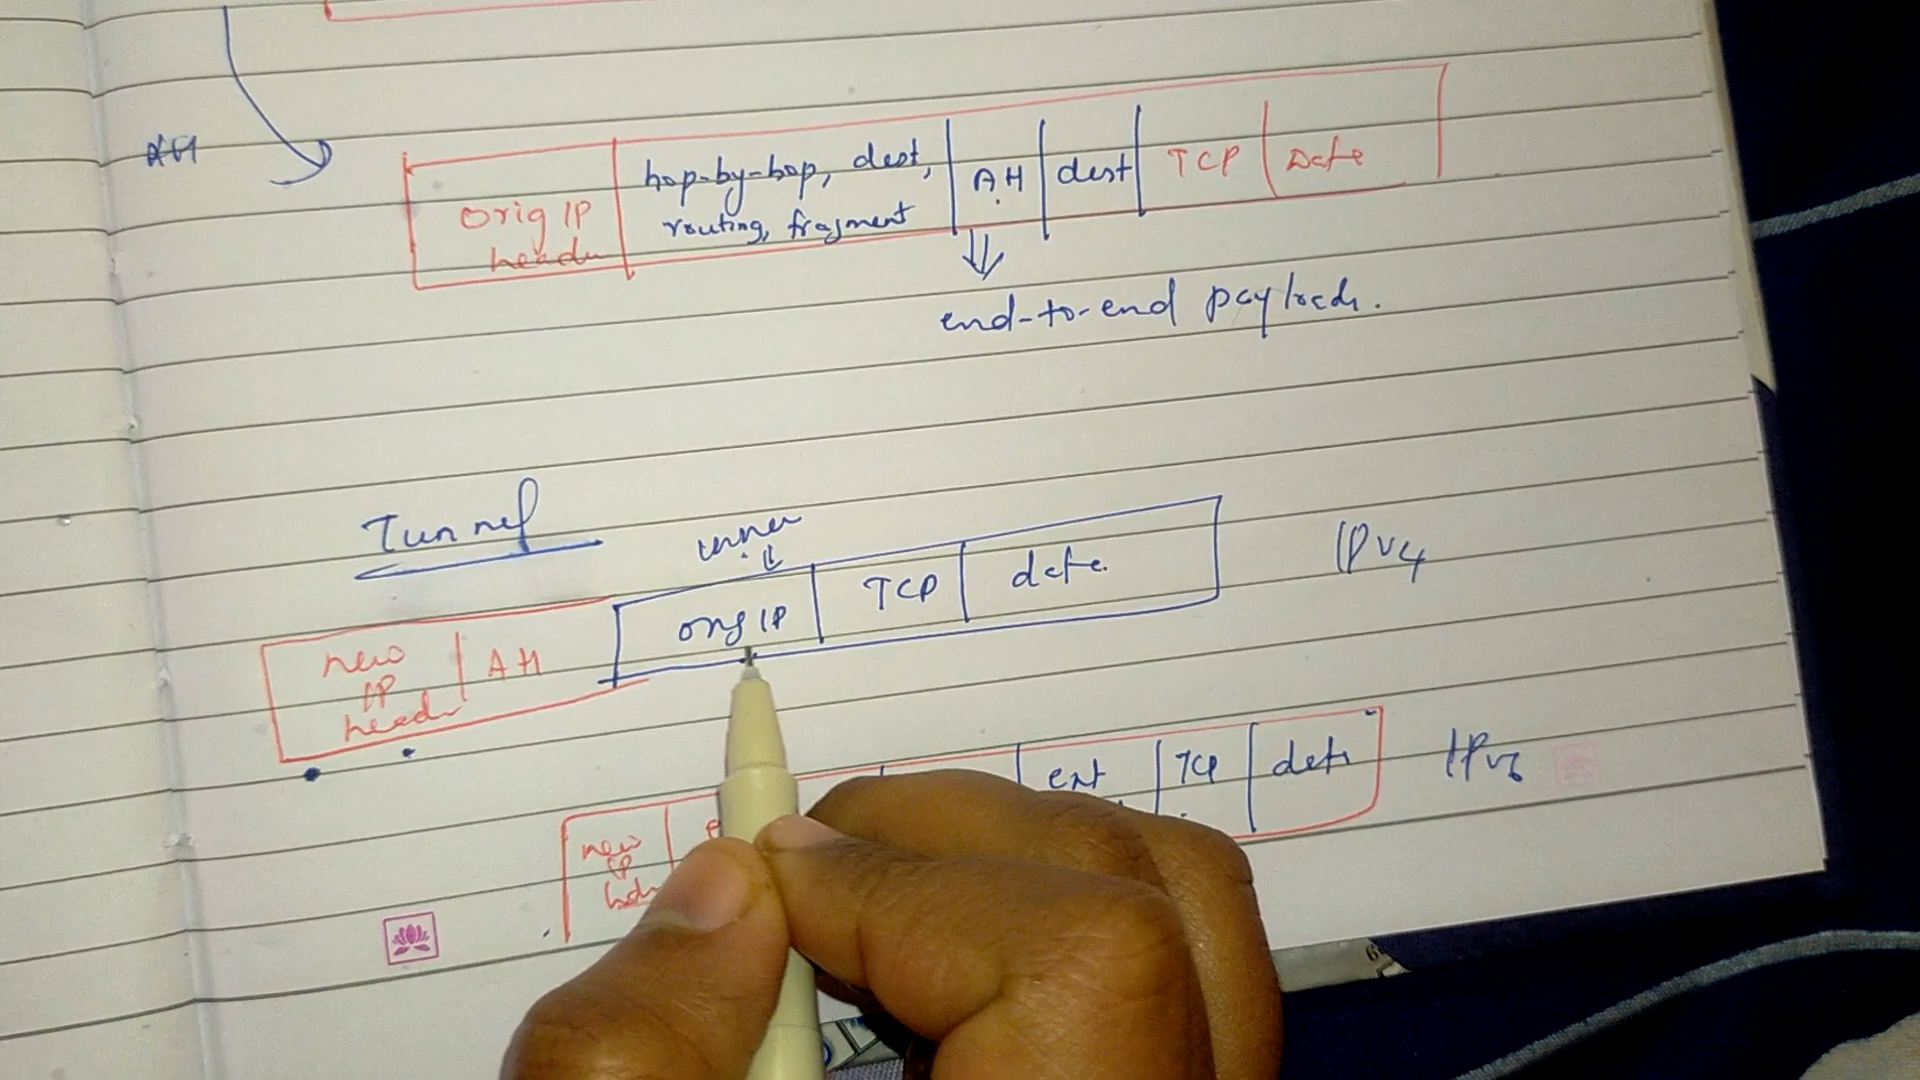 AH
Orig IP
header
hop-by-hop, dest,
routing, fragment
AH
dest
TCP
Data
end-to-end payload.
Tunnel
inner
new
IP
header
AH
orig IP
TCP
data
IPv4
new
IP
hdr
ext
TCP
data
IPv6